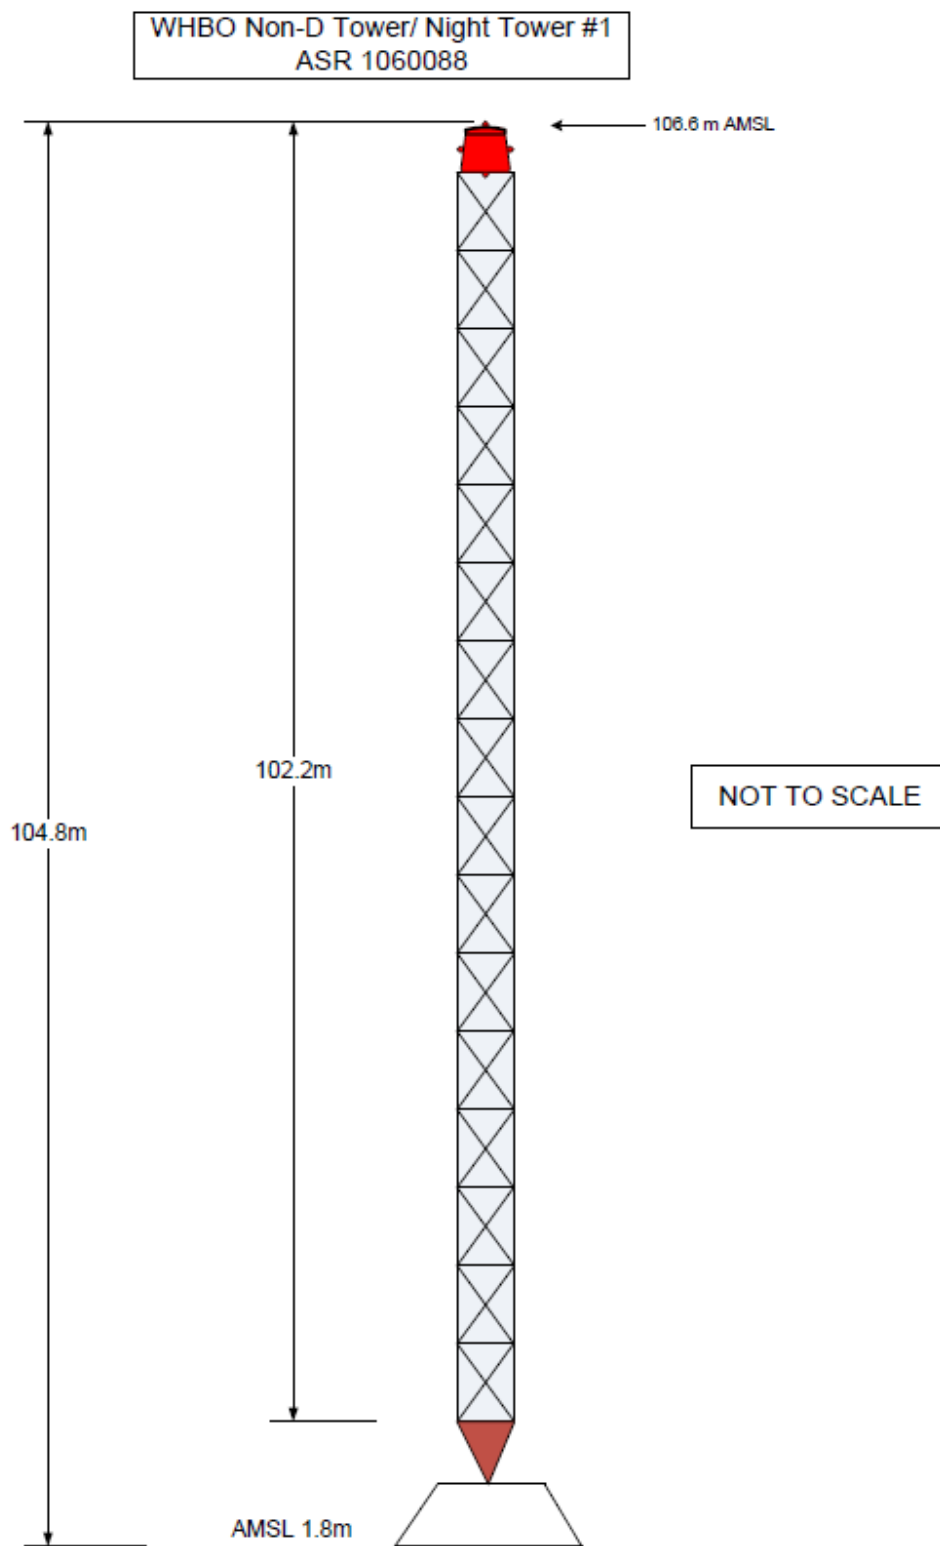 WHBO Non-D Tower/ Night Tower #1
ASR 1060088
106.6 m AMSL
102.2m
NOT TO SCALE
104.8m
AMSL 1.8m